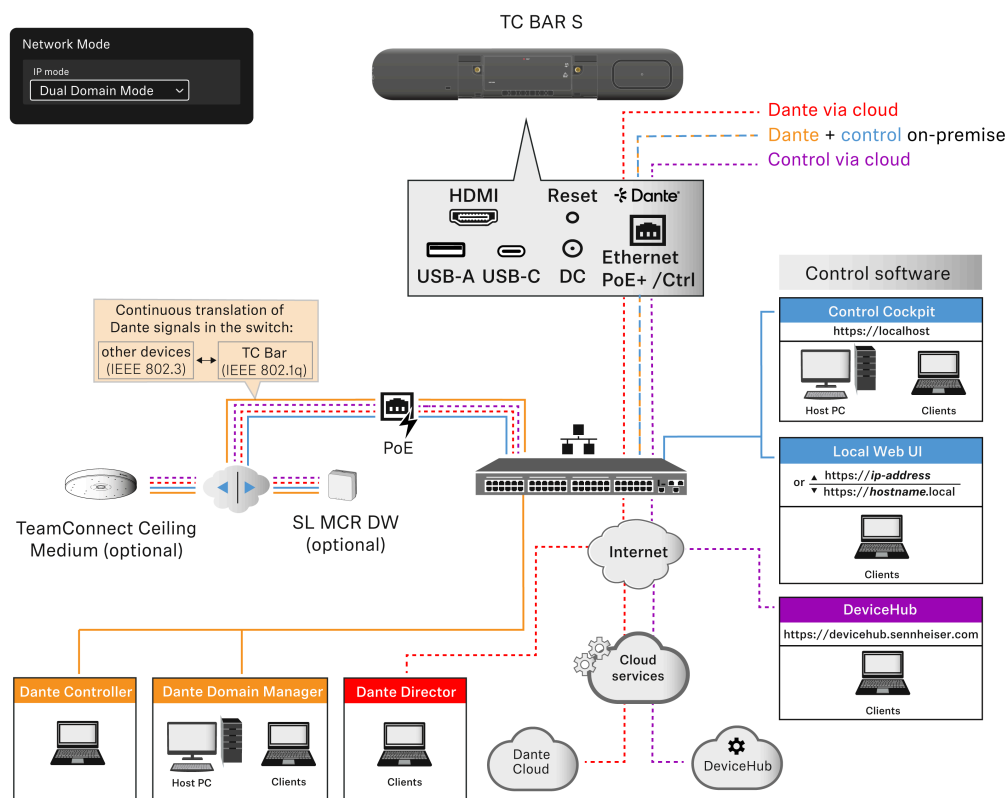 TC BAR S
Network Mode
IP mode
Dual Domain Mode
Dante via cloud
Dante + control on-premise
Control via cloud
HDMI
Reset
Dante
USB-A
USB-C
DC
Ethernet
PoE+ /Ctrl
Control software
Control Cockpit
https://localhost
Host PC
Clients
Local Web UI
or
https://ip-address
https://hostname.local
Clients
DeviceHub
https://devicehub.sennheiser.com
Clients
Continuous translation of
Dante signals in the switch:
other devices
(IEEE 802.3)
TC Bar
(IEEE 802.1q)
PoE
TeamConnect Ceiling
Medium (optional)
SL MCR DW
(optional)
Internet
Cloud
services
Dante
Cloud
DeviceHub
Dante Controller
Dante Domain Manager
Host PC
Clients
Dante Director
Clients